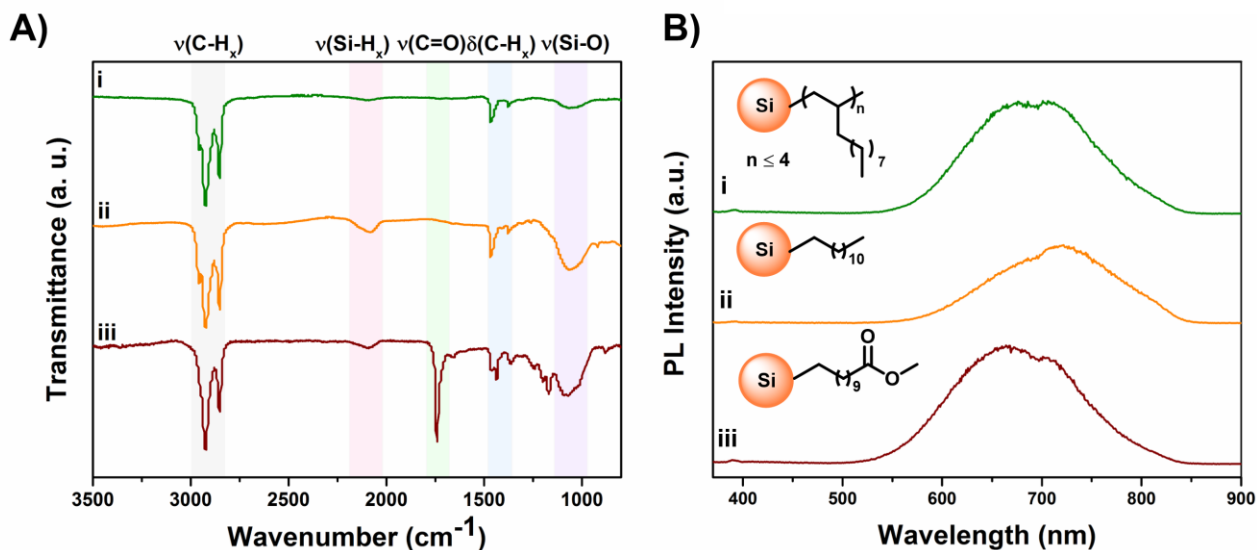 A)
ν(C-Hₓ) ν(Si-Hₓ) ν(C=O) δ(C-Hₓ) ν(Si-O)
i
ii
iii
Transmittance (a. u.)
3500 3000 2500 2000 1500 1000
Wavenumber (cm⁻¹)
B)
Si
n
7
n ≤ 4
i
Si
10
ii
O
Si
9
O
iii
PL Intensity (a.u.)
400 500 600 700 800 900
Wavelength (nm)